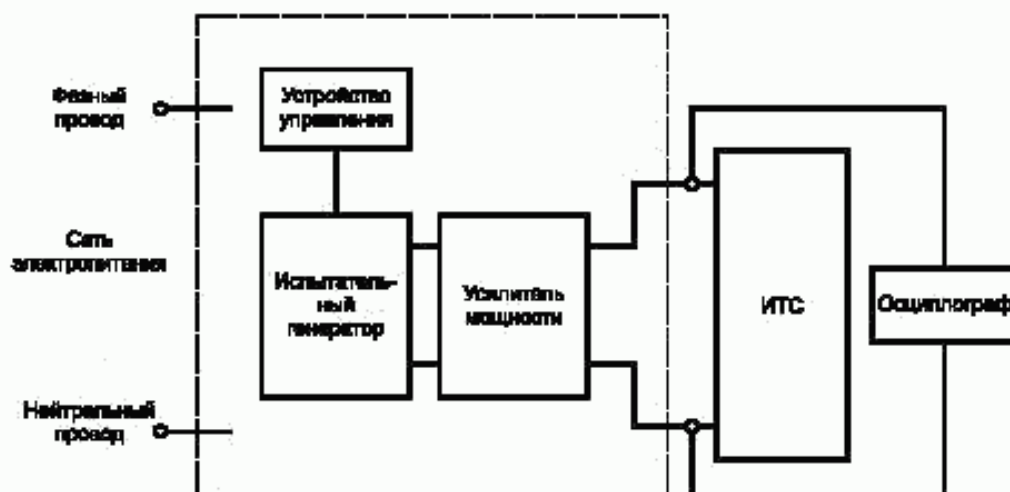 Фазный
провод
Устройство
управления
Сеть
электропитания
Испытатель-
ный
генератор
Усилитель
мощности
ИТС
Осциллограф
Нейтральный
провод